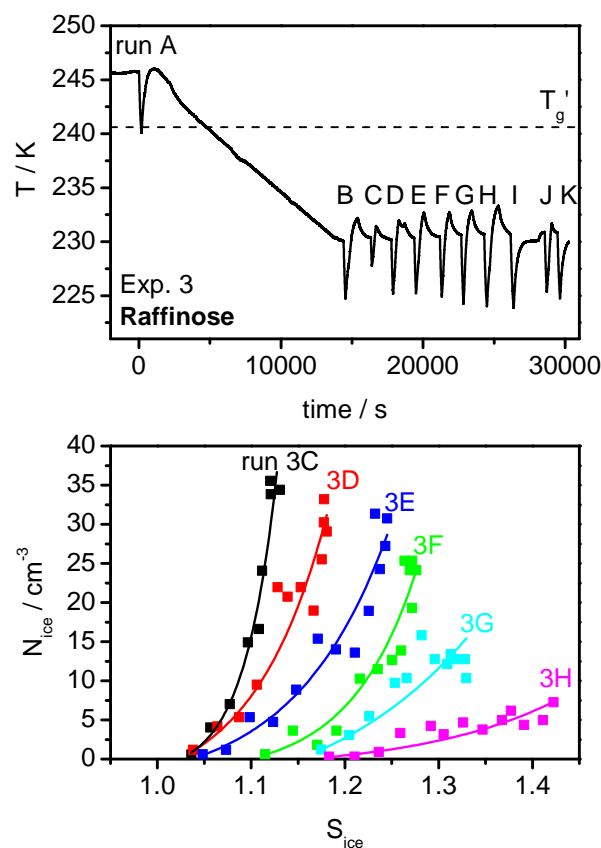 250
run A
245
T_g'
240
T / K
235
B C D E F G H I J K
230
Exp. 3
225
Raffinose
0 10000 20000 30000
time / s
40
run 3C
35
3D
3E
30
3F
25
N_ice / cm^-3
20
3G
15
10
3H
5
0
1.0 1.1 1.2 1.3 1.4
S_ice